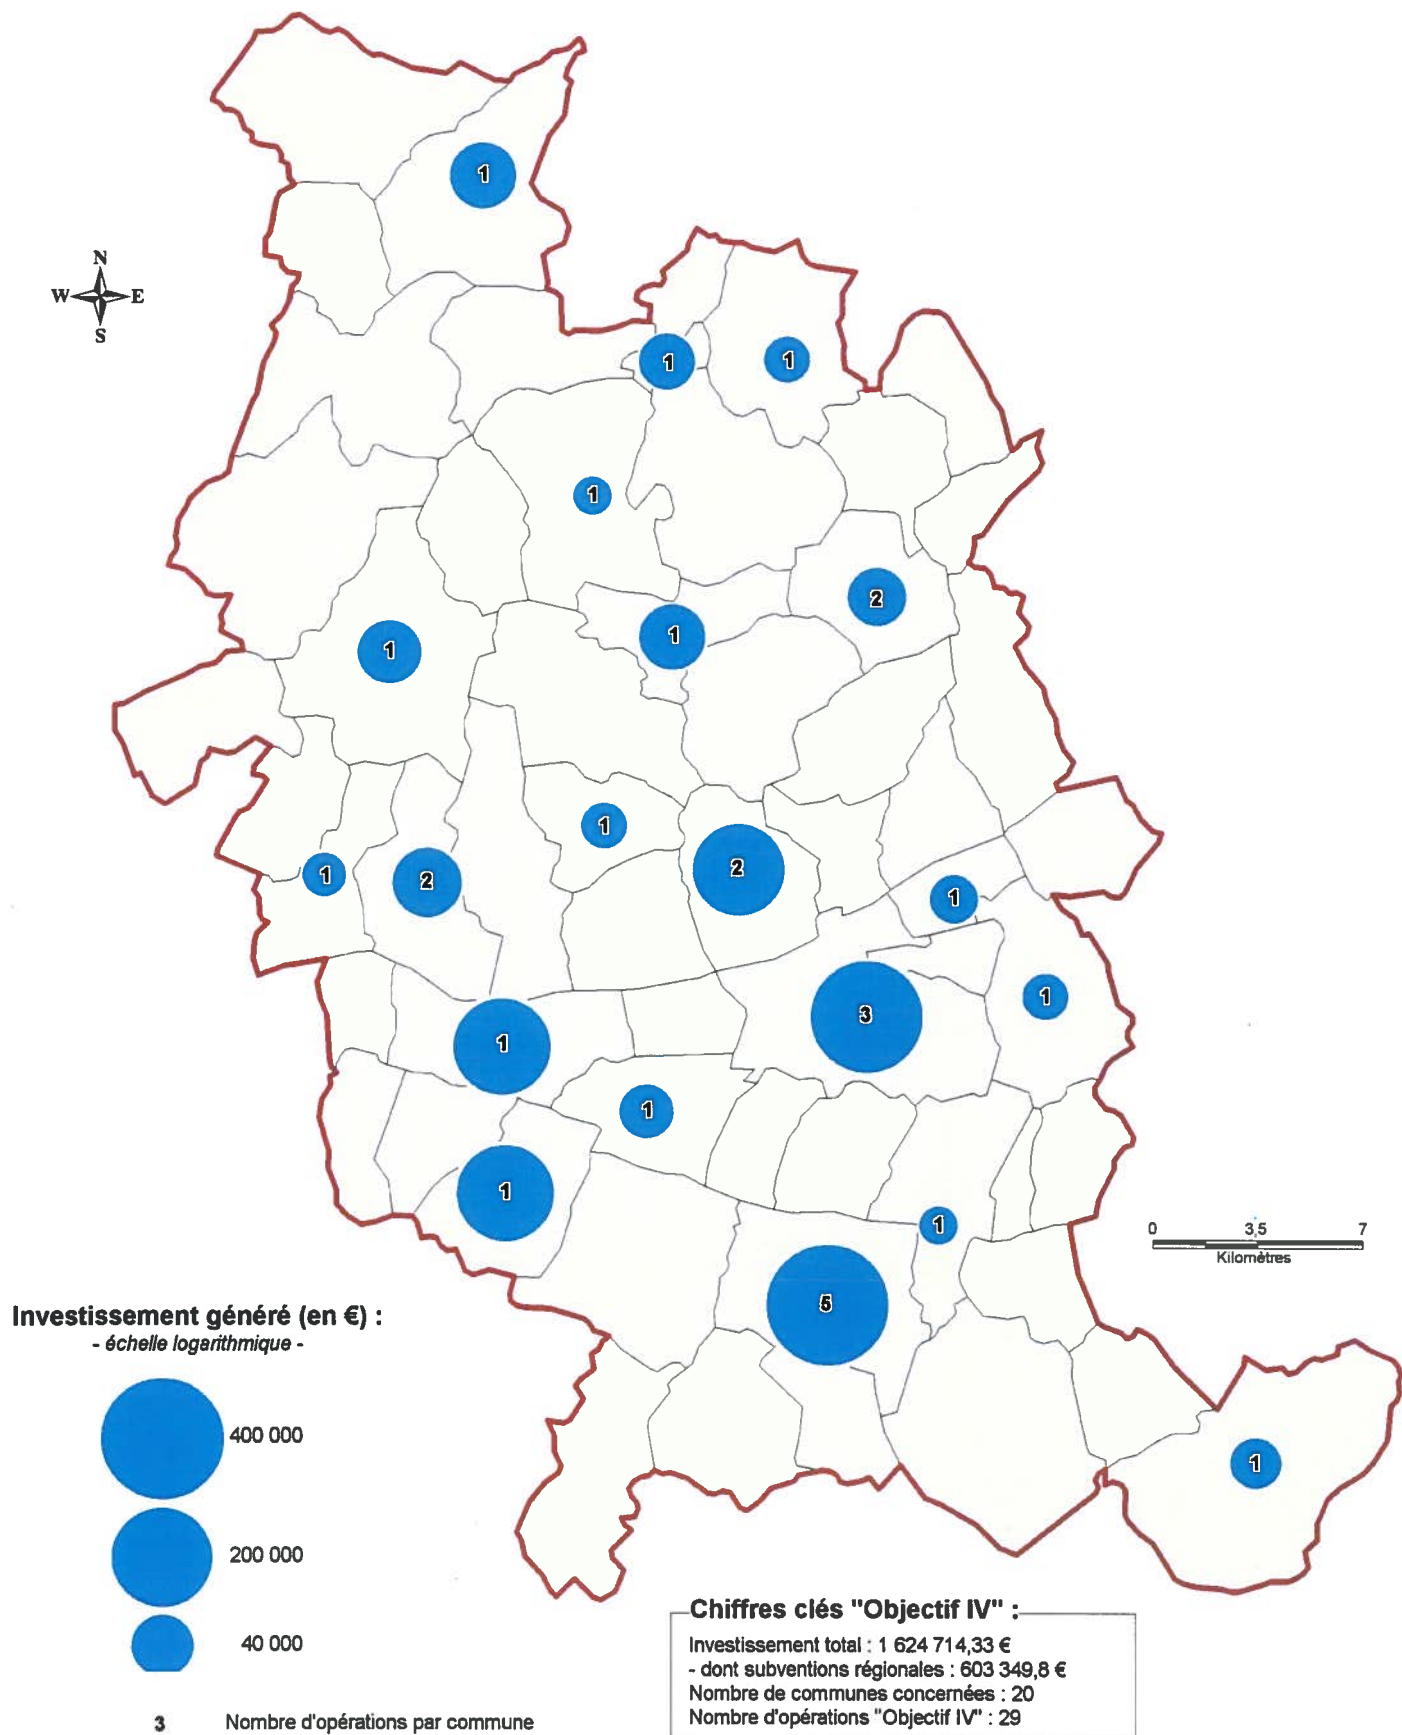 1
N
W E
S
1
1
1
2
1
1
1
2
1
2
1
1
3
1
1
1
1
5
1
0 3,5 7
Kilomètres
Investissement généré (en €) :
- échelle logarithmique -
400 000
200 000
40 000
3 Nombre d'opérations par commune
Chiffres clés "Objectif IV" :
Investissement total : 1 624 714,33 €
- dont subventions régionales : 603 349,8 €
Nombre de communes concernées : 20
Nombre d'opérations "Objectif IV" : 29